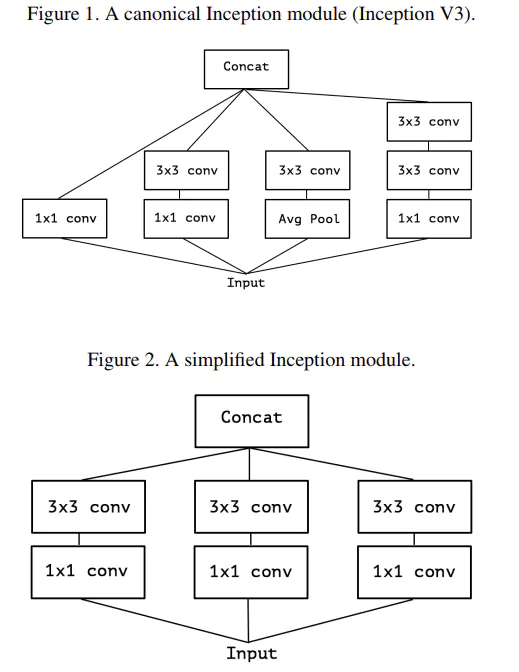 Figure 1. A canonical Inception module (Inception V3).
Concat
3x3 conv
3x3 conv 3x3 conv 3x3 conv
1x1 conv 1x1 conv Avg Pool 1x1 conv
Input
Figure 2. A simplified Inception module.
Concat
3x3 conv 3x3 conv 3x3 conv
1x1 conv 1x1 conv 1x1 conv
Input